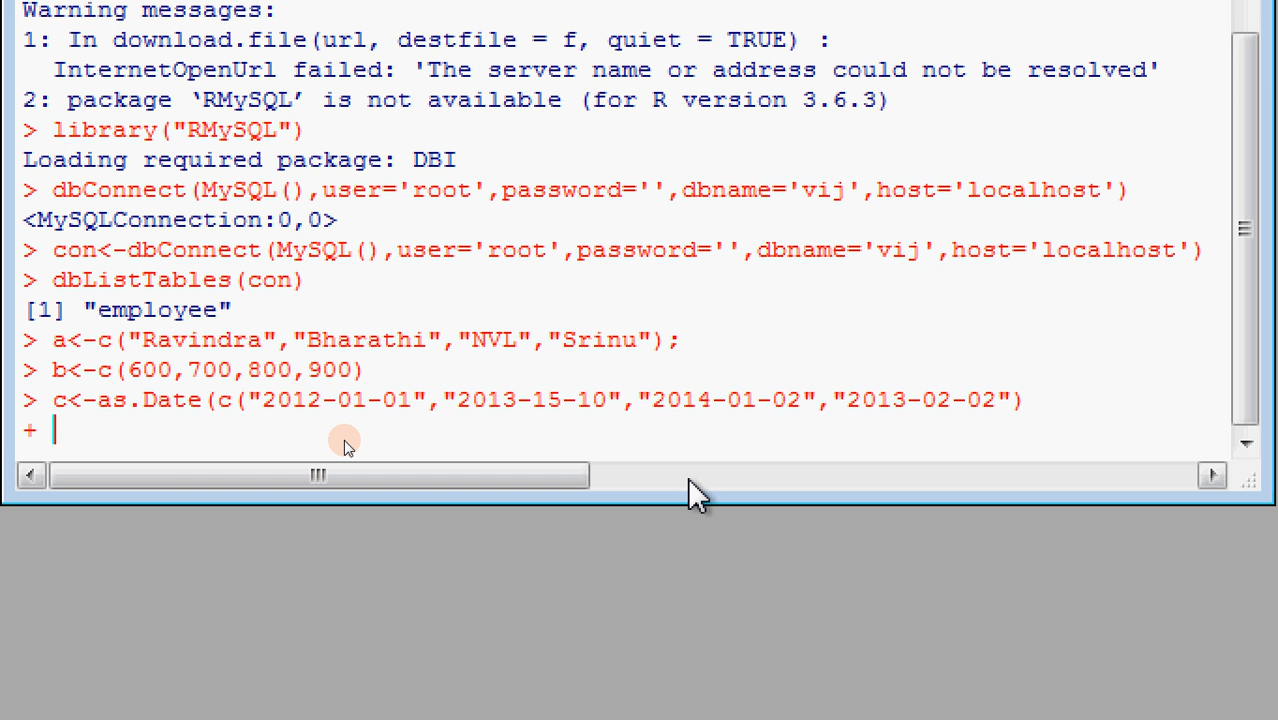 Warning messages:
1: In download.file(url, destfile = f, quiet = TRUE) :
  InternetOpenUrl failed: 'The server name or address could not be resolved'
2: package ‘RMySQL’ is not available (for R version 3.6.3)
> library("RMySQL")
Loading required package: DBI
> dbConnect(MySQL(),user='root',password='',dbname='vij',host='localhost')
<MySQLConnection:0,0>
> con<-dbConnect(MySQL(),user='root',password='',dbname='vij',host='localhost')
> dbListTables(con)
[1] "employee"
> a<-c("Ravindra","Bharathi","NVL","Srinu");
> b<-c(600,700,800,900)
> c<-as.Date(c("2012-01-01","2013-15-10","2014-01-02","2013-02-02")
+